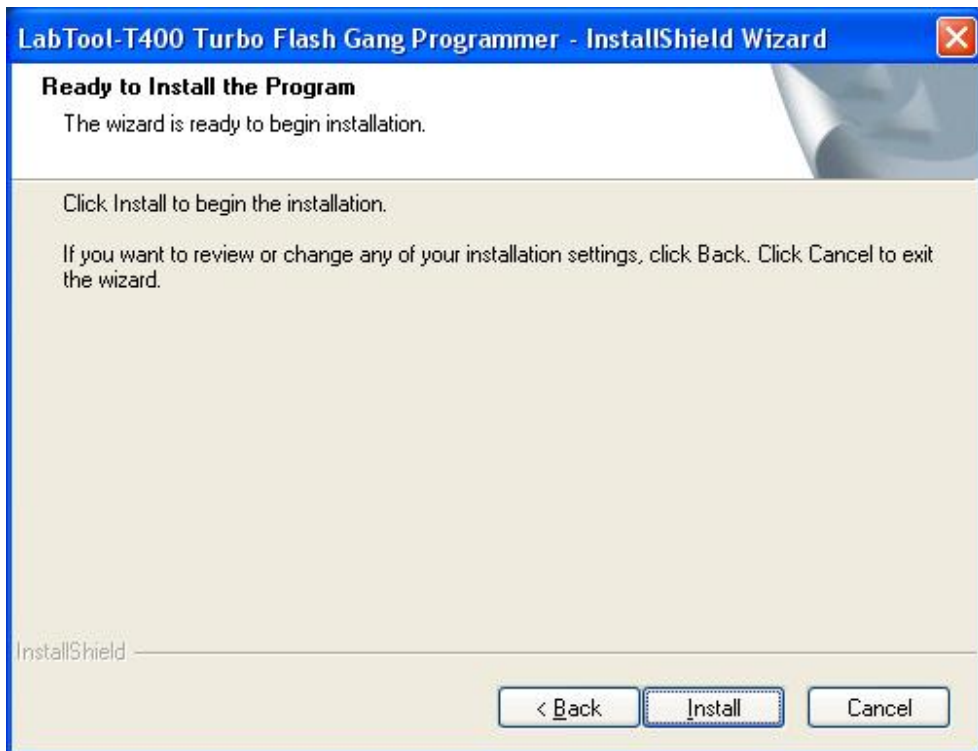 LabTool-T400 Turbo Flash Gang Programmer - InstallShield Wizard
Ready to Install the Program
The wizard is ready to begin installation.
Click Install to begin the installation.
If you want to review or change any of your installation settings, click Back. Click Cancel to exit
the wizard.
InstallShield
< Back
Install
Cancel